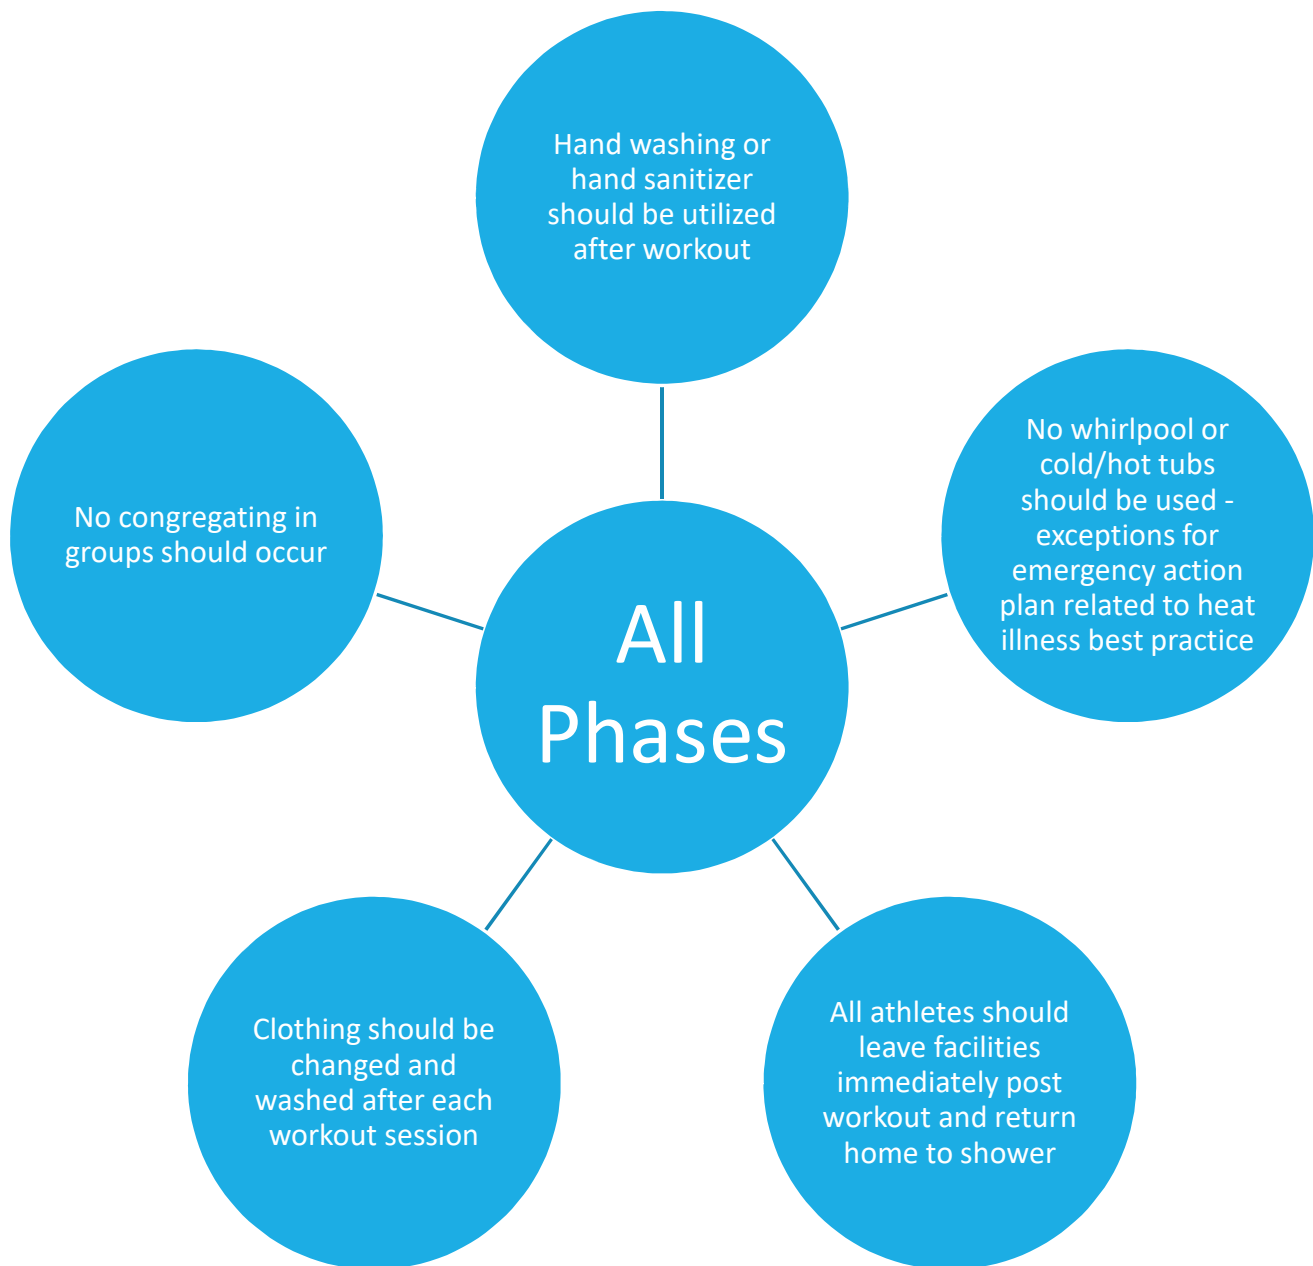 Hand washing or
hand sanitizer
should be utilized
after workout
No whirlpool or
cold/hot tubs
should be used -
exceptions for
emergency action
plan related to heat
illness best practice
No congregating in
groups should occur
All
Phases
Clothing should be
changed and
washed after each
workout session
All athletes should
leave facilities
immediately post
workout and return
home to shower